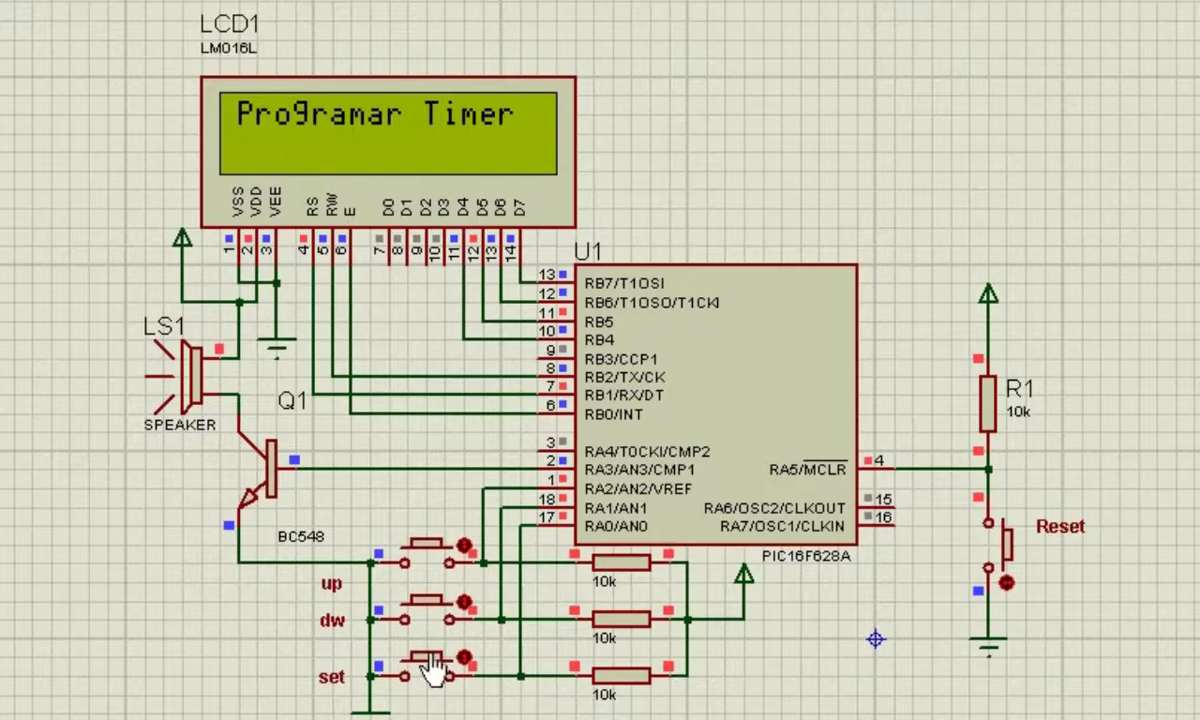 LCD1
LM016L
Programar Timer
VSS
VDD
VEE
RS
RW
E
D0
D1
D2
D3
D4
D5
D6
D7
1
2
3
4
5
6
7
8
9
10
11
12
13
14
U1
13 RB7/T1OSI
12 RB6/T1OSO/T1CKI
11 RB5
10 RB4
9 RB3/CCP1
8 RB2/TX/CK
7 RB1/RX/DT
6 RB0/INT
3 RA4/T0CKI/CMP2
2 RA3/AN3/CMP1
1 RA2/AN2/VREF
18 RA1/AN1
17 RA0/AN0
RA5/MCLR 4
RA6/OSC2/CLKOUT 15
RA7/OSC1/CLKIN 16
PIC16F628A
LS1
SPEAKER
Q1
BC548
R1
10k
Reset
up
10k
dw
10k
set
10k